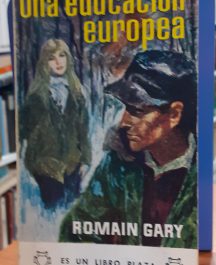 una educación
europea
ROMAIN GARY
ES UN LIBRO PLAZA